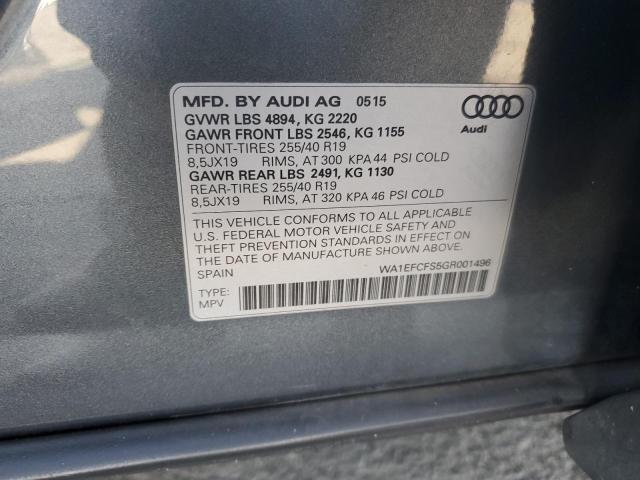 MFD. BY AUDI AG 0515
GVWR LBS 4894, KG 2220
GAWR FRONT LBS 2546, KG 1155
FRONT-TIRES 255/40 R19
8,5JX19 RIMS, AT 300 KPA 44 PSI COLD
GAWR REAR LBS 2491, KG 1130
REAR-TIRES 255/40 R19
8,5JX19 RIMS, AT 320 KPA 46 PSI COLD
Audi
THIS VEHICLE CONFORMS TO ALL APPLICABLE
U.S. FEDERAL MOTOR VEHICLE SAFETY AND
THEFT PREVENTION STANDARDS IN EFFECT ON
THE DATE OF MANUFACTURE SHOWN ABOVE.
SPAIN
WA1EFCFS5GR001496
TYPE:
MPV